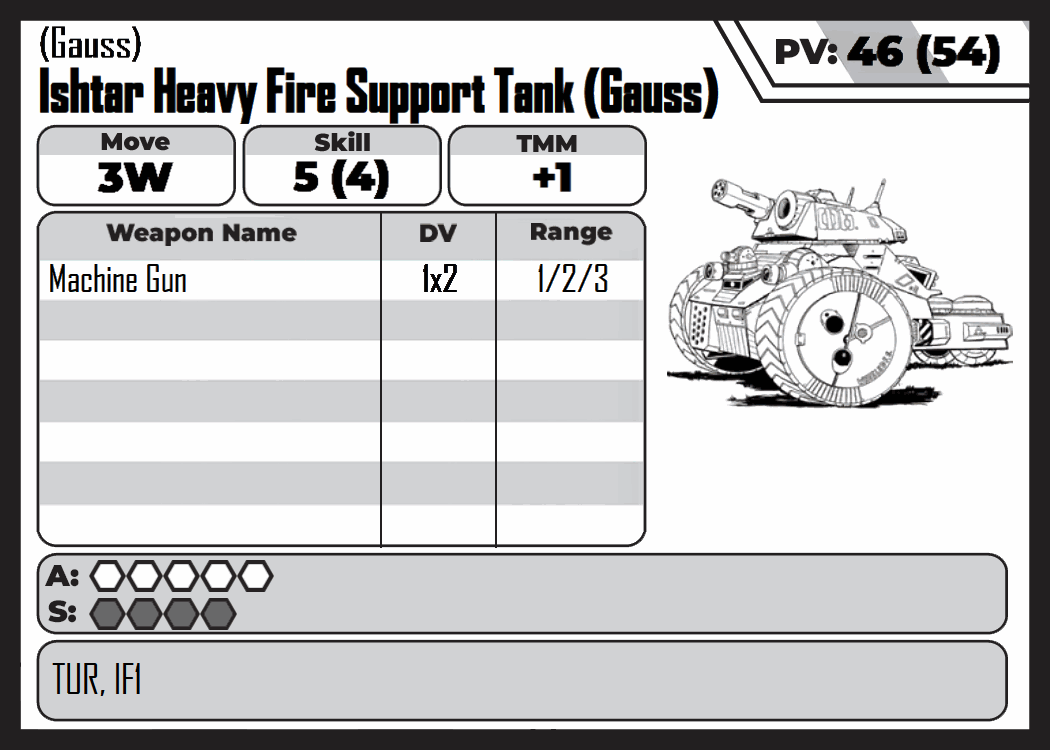 (Gauss)
Ishtar Heavy Fire Support Tank (Gauss)
PV: 46 (54)
Move
3W
Skill
5 (4)
TMM
+1
Weapon Name DV Range
Machine Gun 1x2 1/2/3
A:
S:
TUR, IF1